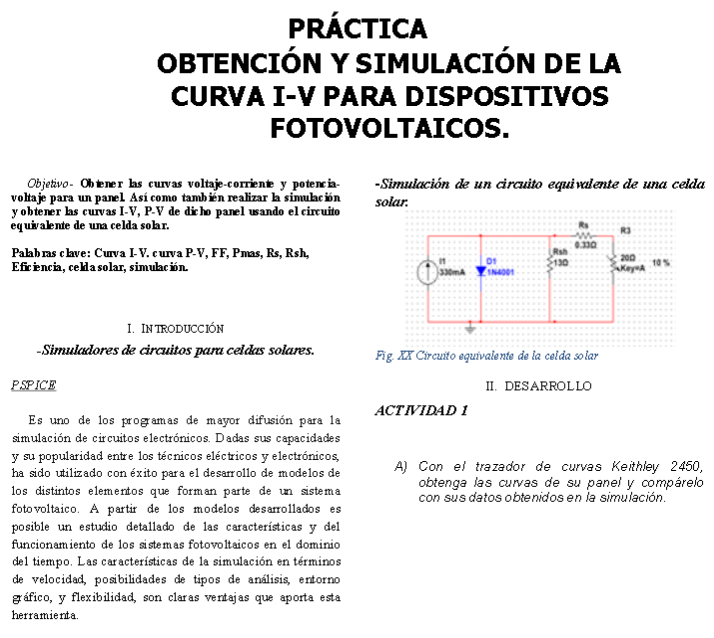 PRÁCTICA
OBTENCIÓN Y SIMULACIÓN DE LA
CURVA I-V PARA DISPOSITIVOS
FOTOVOLTAICOS.
Objetivo- Obtener las curvas voltaje-corriente y potencia-
voltaje para un panel. Así como también realizar la simulación
y obtener las curvas I-V, P-V de dicho panel usando el circuito
equivalente de una celda solar.
Palabras clave: Curva I-V. curva P-V, FF, Pmas, Rs, Rsh,
Eficiencia, celda solar, simulación.
I. INTRODUCCIÓN
-Simuladores de circuitos para celdas solares.
PSPICE
Es uno de los programas de mayor difusión para la
simulación de circuitos electrónicos. Dadas sus capacidades
y su popularidad entre los técnicos eléctricos y electrónicos,
ha sido utilizado con éxito para el desarrollo de modelos de
los distintos elementos que forman parte de un sistema
fotovoltaico. A partir de los modelos desarrollados es
posible un estudio detallado de las características y del
funcionamiento de los sistemas fotovoltaicos en el dominio
del tiempo. Las características de la simulación en términos
de velocidad, posibilidades de tipos de análisis, entorno
gráfico, y flexibilidad, son claras ventajas que aporta esta
herramienta.
-Simulación de un circuito equivalente de una celda
solar.
Rs
0.33Ω
R3
I1
330mA
D1
1N4001
Rsh
13Ω
20Ω
Key=A
10 %
Fig. XX Circuito equivalente de la celda solar
II. DESARROLLO
ACTIVIDAD 1
A) Con el trazador de curvas Keithley 2450,
obtenga las curvas de su panel y compárelo
con sus datos obtenidos en la simulación.